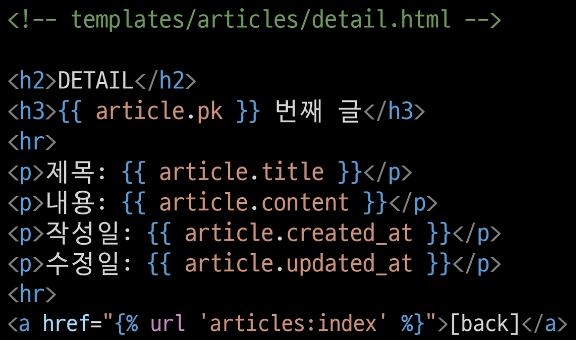 <!-- templates/articles/detail.html -->
<h2>DETAIL</h2>
<h3>{{ article.pk }} 번째 글</h3>
<hr>
<p>제목: {{ article.title }}</p>
<p>내용: {{ article.content }}</p>
<p>작성일: {{ article.created_at }}</p>
<p>수정일: {{ article.updated_at }}</p>
<hr>
<a href="{% url 'articles:index' %}">[back]</a>